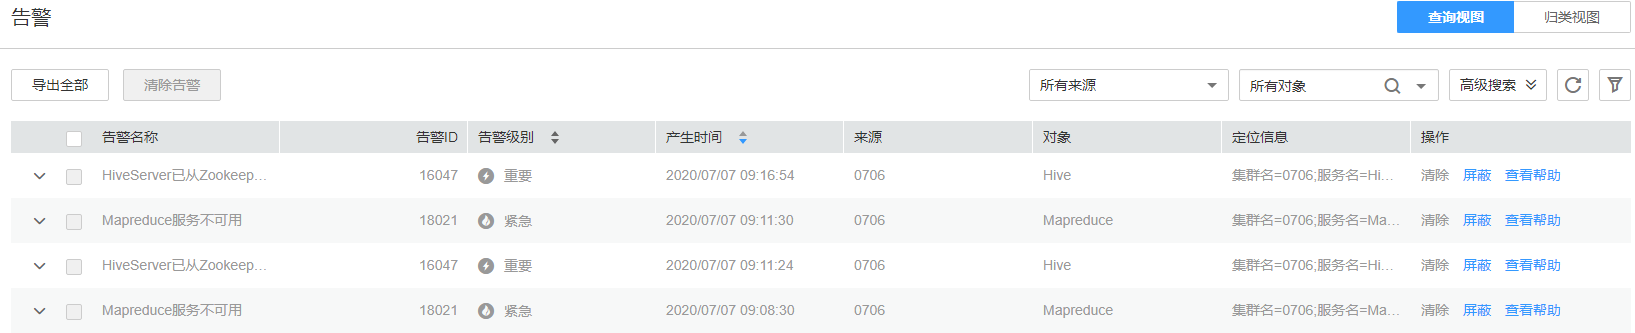 告警 查询视图 归类视图
导出全部 清除告警 所有来源 所有对象 高级搜索
告警名称 告警ID 告警级别 产生时间 来源 对象 定位信息 操作
HiveServer已从Zookeep... 16047 重要 2020/07/07 09:16:54 0706 Hive 集群名=0706;服务名=Hi... 清除 屏蔽 查看帮助
Mapreduce服务不可用 18021 紧急 2020/07/07 09:11:30 0706 Mapreduce 集群名=0706;服务名=Ma... 清除 屏蔽 查看帮助
HiveServer已从Zookeep... 16047 重要 2020/07/07 09:11:24 0706 Hive 集群名=0706;服务名=Hi... 清除 屏蔽 查看帮助
Mapreduce服务不可用 18021 紧急 2020/07/07 09:08:30 0706 Mapreduce 集群名=0706;服务名=Ma... 清除 屏蔽 查看帮助